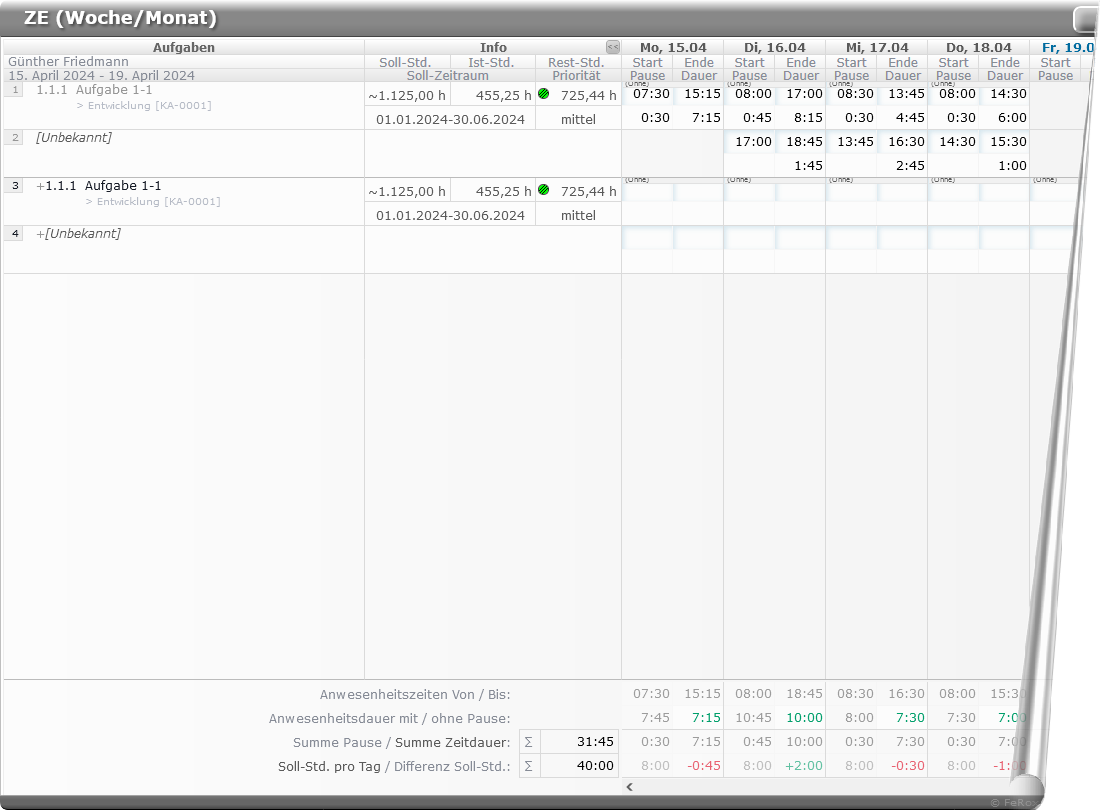 ZE (Woche/Monat)
Aufgaben Info << Mo, 15.04 Di, 16.04 Mi, 17.04 Do, 18.04 Fr, 19.0
Günther Friedmann Soll-Std. Ist-Std. Rest-Std. Start Ende Start Ende Start Ende Start Ende Start
15. April 2024 - 19. April 2024 Soll-Zeitraum Priorität Pause Dauer Pause Dauer Pause Dauer Pause Dauer Pause
(Ohne) (Ohne) (Ohne) (Ohne)
1 1.1.1 Aufgabe 1-1 ~1.125,00 h 455,25 h 725,44 h 07:30 15:15 08:00 17:00 08:30 13:45 08:00 14:30
> Entwicklung [KA-0001] 01.01.2024-30.06.2024 mittel 0:30 7:15 0:45 8:15 0:30 4:45 0:30 6:00
2 [Unbekannt] 17:00 18:45 13:45 16:30 14:30 15:30
1:45 2:45 1:00
(Ohne) (Ohne) (Ohne) (Ohne) (Ohne)
3 +1.1.1 Aufgabe 1-1 ~1.125,00 h 455,25 h 725,44 h
> Entwicklung [KA-0001] 01.01.2024-30.06.2024 mittel
4 +[Unbekannt]
Anwesenheitszeiten Von / Bis: 07:30 15:15 08:00 18:45 08:30 16:30 08:00 15:30
Anwesenheitsdauer mit / ohne Pause: 7:45 7:15 10:45 10:00 8:00 7:30 7:30 7:00
Summe Pause / Summe Zeitdauer: Σ 31:45 0:30 7:15 0:45 10:00 0:30 7:30 0:30 7:00
Soll-Std. pro Tag / Differenz Soll-Std.: Σ 40:00 8:00 -0:45 8:00 +2:00 8:00 -0:30 8:00 -1:00
<